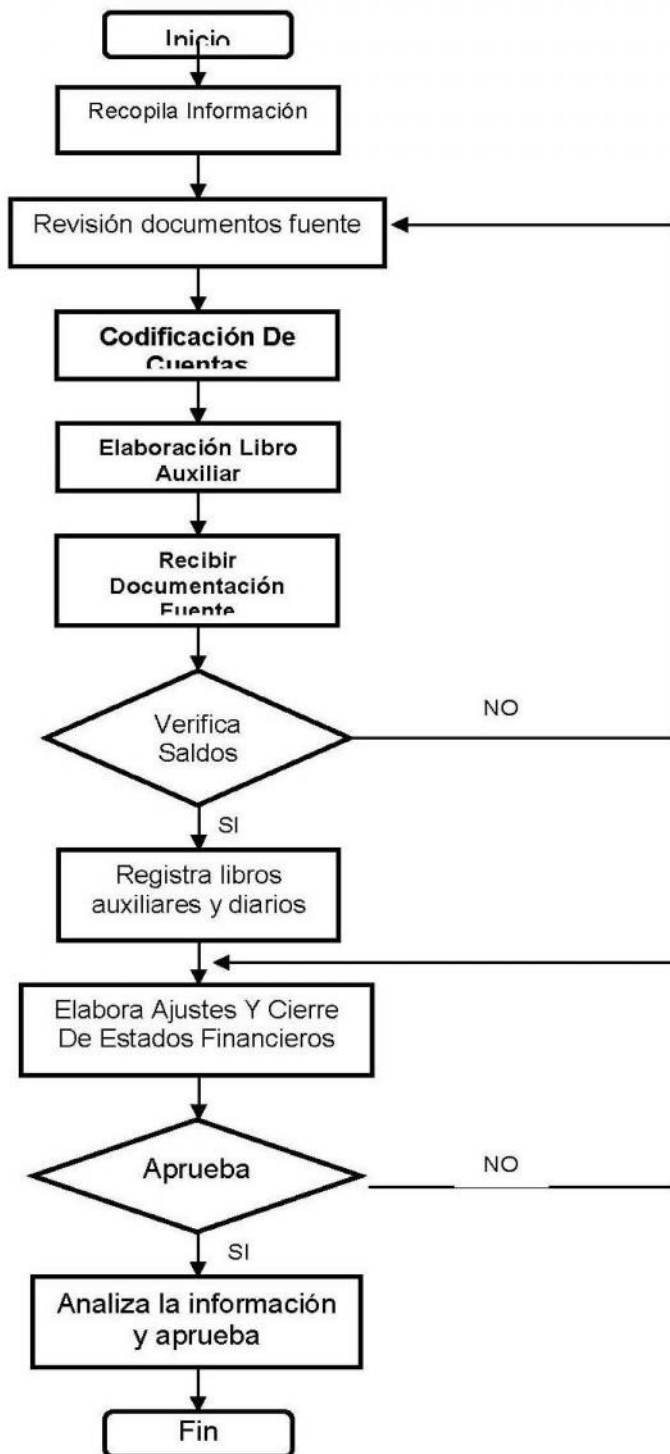 Inicio
Recopila Información
Revisión documentos fuente
Codificación De
Cuentas
Elaboración Libro
Auxiliar
Recibir
Documentación
Fuente
Verifica
Saldos
NO
SI
Registra libros
auxiliares y diarios
Elabora Ajustes Y Cierre
De Estados Financieros
Aprueba
NO
SI
Analiza la información
y aprueba
Fin